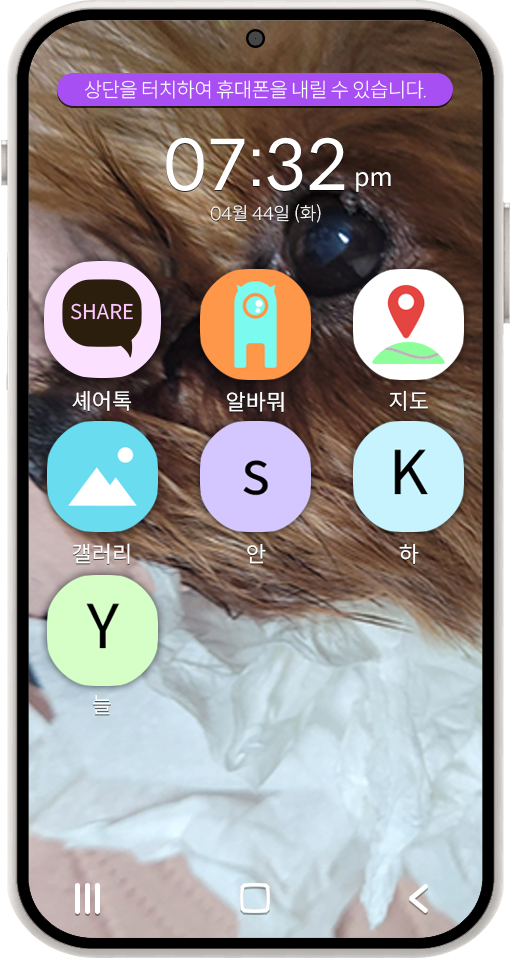 상단을 터치하여 휴대폰을 내릴 수 있습니다.
07:32 pm
04월 44일 (화)
SHARE
셰어톡
알바뭐
지도
S
K
갤러리
안
하
Y
늘